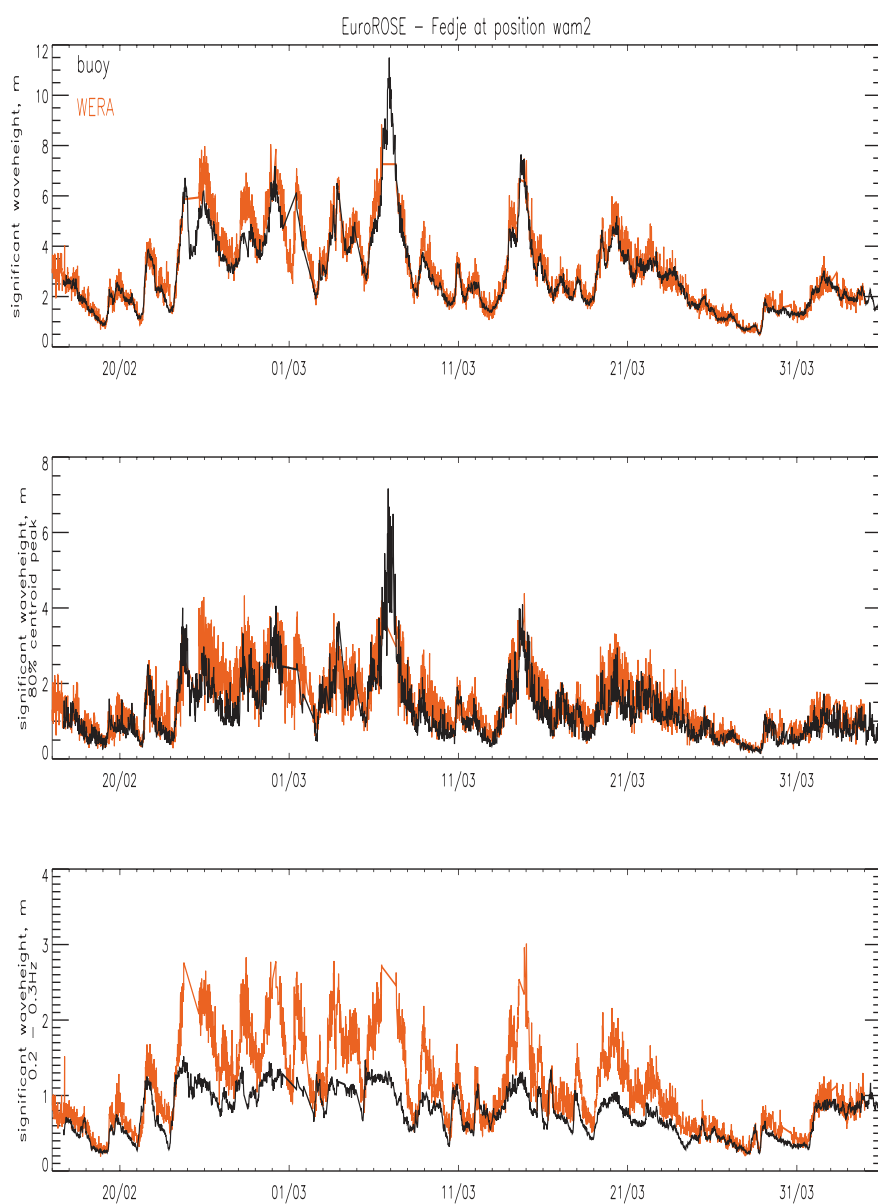 EuroROSE – Fedje at position wam2
12
10
8
6
4
2
0
significant waveheight, m
buoy
WERA
20/02 01/03 11/03 21/03 31/03
8
6
4
2
0
significant waveheight, m
80% centroid peak
20/02 01/03 11/03 21/03 31/03
4
3
2
1
0
significant waveheight, m
0.2 – 0.3Hz
20/02 01/03 11/03 21/03 31/03